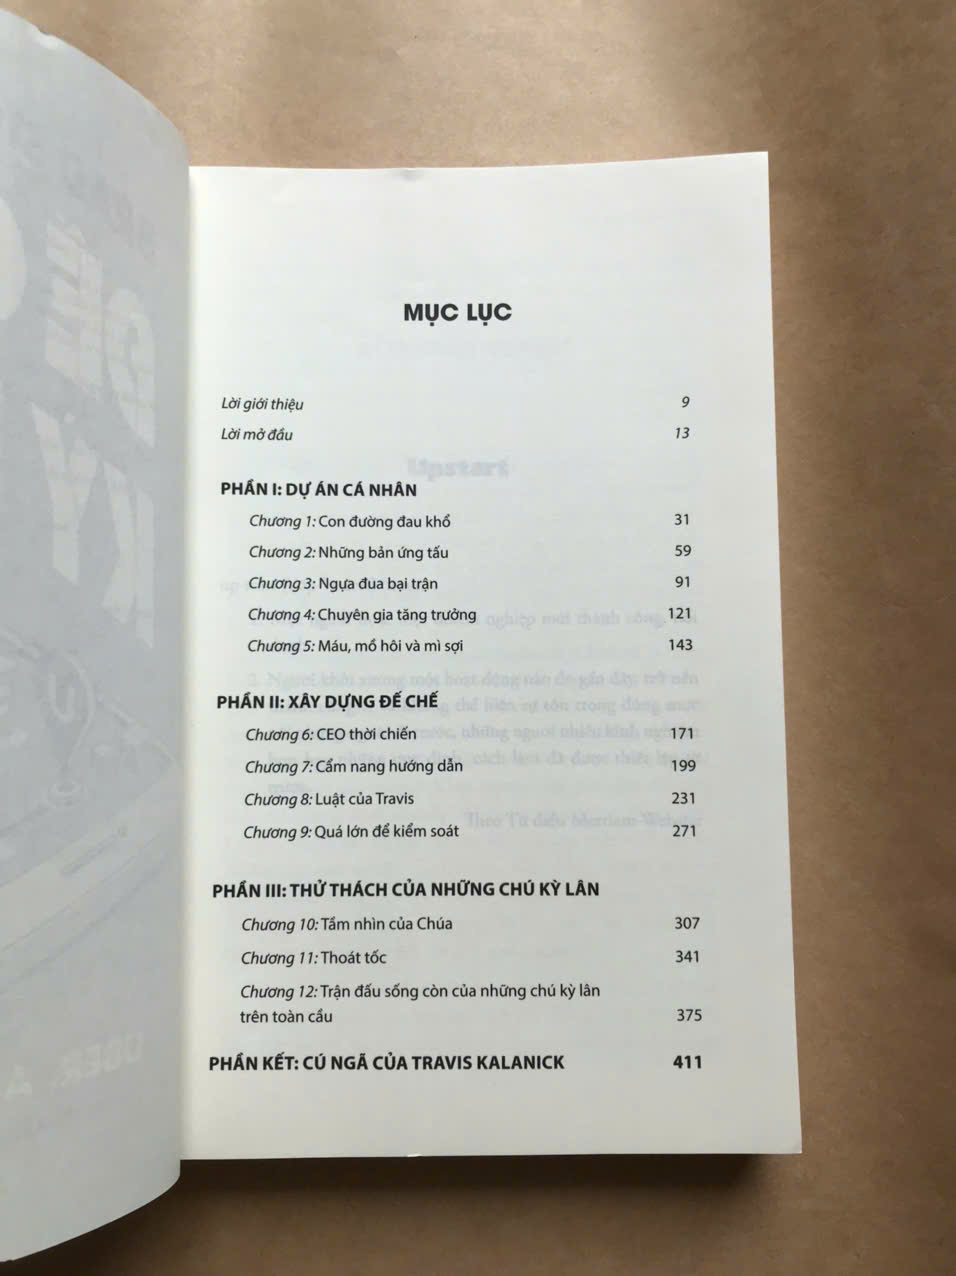 MỤC LỤC
Lời giới thiệu 9
Lời mở đầu 13
PHẦN I: DỰ ÁN CÁ NHÂN
Chương 1: Con đường đau khổ 31
Chương 2: Những bản ứng tấu 59
Chương 3: Ngựa đua bại trận 91
Chương 4: Chuyên gia tăng trưởng 121
Chương 5: Máu, mồ hôi và mì sợi 143
PHẦN II: XÂY DỰNG ĐẾ CHẾ
Chương 6: CEO thời chiến 171
Chương 7: Cẩm nang hướng dẫn 199
Chương 8: Luật của Travis 231
Chương 9: Quá lớn để kiểm soát 271
PHẦN III: THỬ THÁCH CỦA NHỮNG CHÚ KỲ LÂN
Chương 10: Tầm nhìn của Chúa 307
Chương 11: Thoát tốc 341
Chương 12: Trận đấu sống còn của những chú kỳ lân
trên toàn cầu 375
PHẦN KẾT: CÚ NGÃ CỦA TRAVIS KALANICK 411